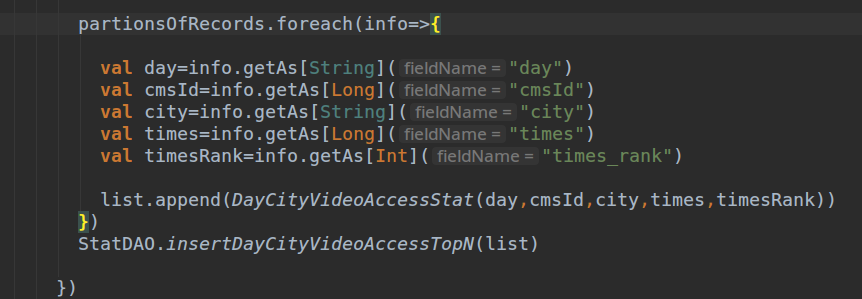 partionsOfRecords.foreach(info=>{
val day=info.getAs[String]( fieldName = "day")
val cmsId=info.getAs[Long]( fieldName = "cmsId")
val city=info.getAs[String]( fieldName = "city")
val times=info.getAs[Long]( fieldName = "times")
val timesRank=info.getAs[Int]( fieldName = "times_rank")
list.append(DayCityVideoAccessStat(day,cmsId,city,times,timesRank))
})
StatDAO.insertDayCityVideoAccessTopN(list)
})